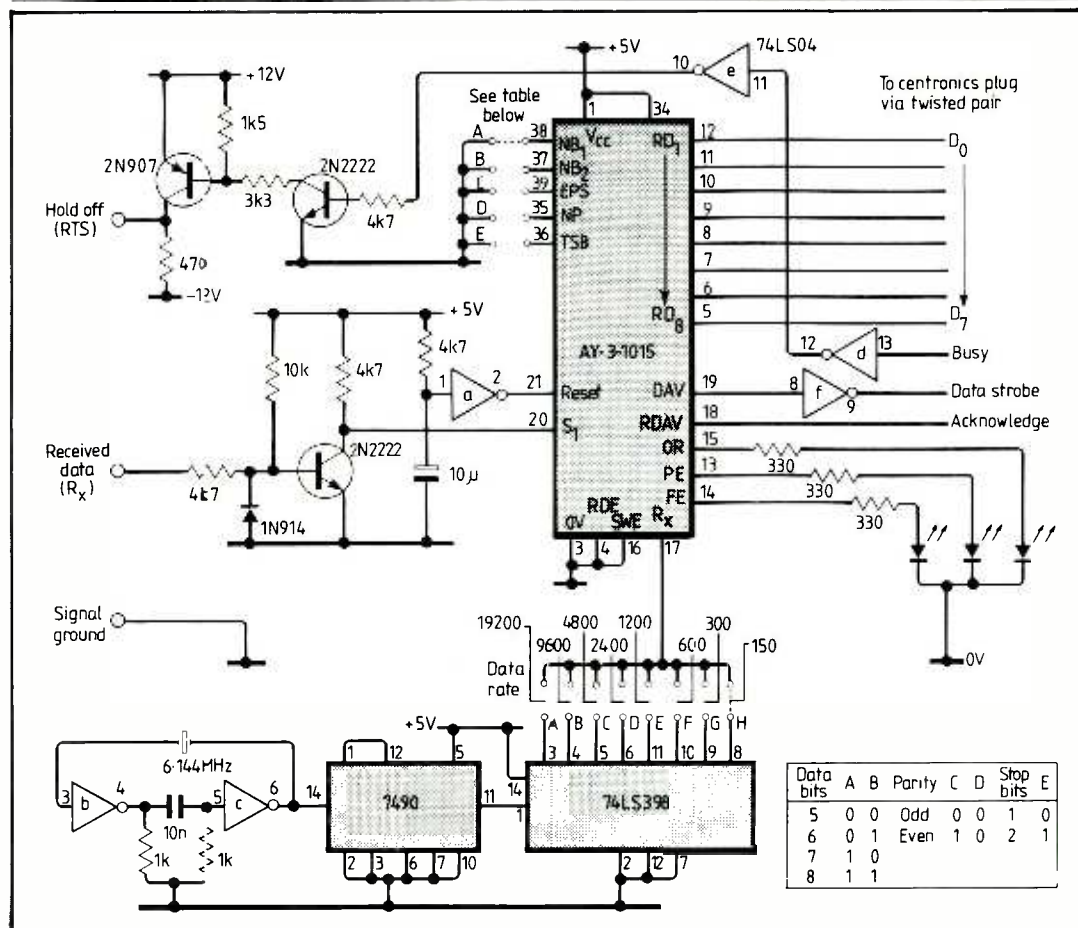 +12V
1k5
2N907
3k3
2N2222
4k7
Hold off
(RTS)
470
-12V
See table
below
A 38 NB1
B 37 NB2
39 EPS
D 35 NP
E 36 TSB
+5V
1 34
Vcc RD1
RD8
AY-3-1015
10 e 11
74LS04
To centronics plug
via twisted pair
12 D0
11
10
9
8
7
6
5 D7
12 d 13 Busy
DAV 19 8 f 9 Data strobe
RDAV 18 Acknowledge
OR 15 330
PE 13 330
FE 14 330
0V
+5V
10k
4k7
4k7
1 a 2 21 Reset
20 S1
2N2222
10μ
Received
data
(Rx)
4k7
1N914
0V RDE SWE Rx
3 4 16 17
Signal
ground
19200 9600 4800 2400 1200 600 300 150
Data
rate
A B C D E F G H
3 4 5 6 11 10 9 8
+5V
6·144MHz
3 b 4
10n
5 c 6
1k
1k
14 7490 11
1 12 5
2 3 6 7 10
14
1
74LS398
2 12 7
Data bits A B Parity C D Stop bits E
5 0 0 Odd 0 0 1 0
6 0 1 Even 1 0 2 1
7 1 0
8 1 1